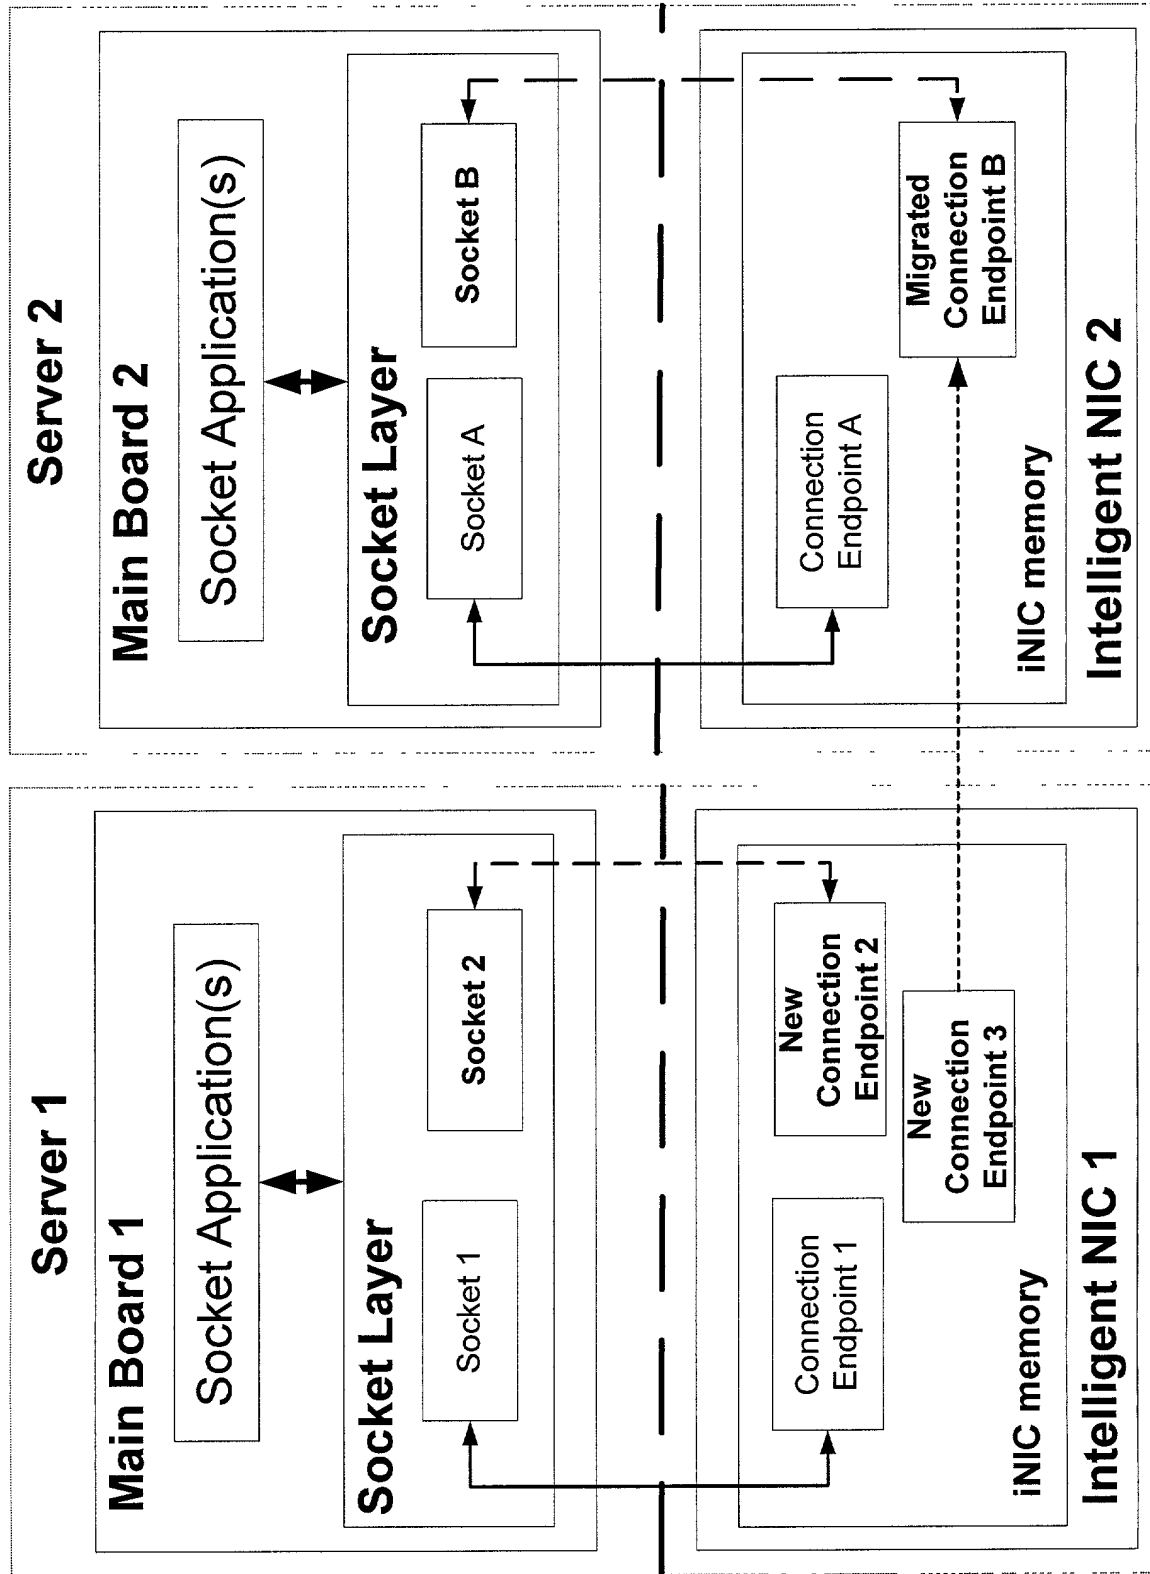 Server 1
Main Board 1
Socket Application(s)
Socket Layer
Socket 1
Socket 2
Connection
Endpoint 1
New
Connection
Endpoint 2
New
Connection
Endpoint 3
iNIC memory
Intelligent NIC 1
Server 2
Main Board 2
Socket Application(s)
Socket Layer
Socket A
Socket B
Connection
Endpoint A
Migrated
Connection
Endpoint B
iNIC memory
Intelligent NIC 2